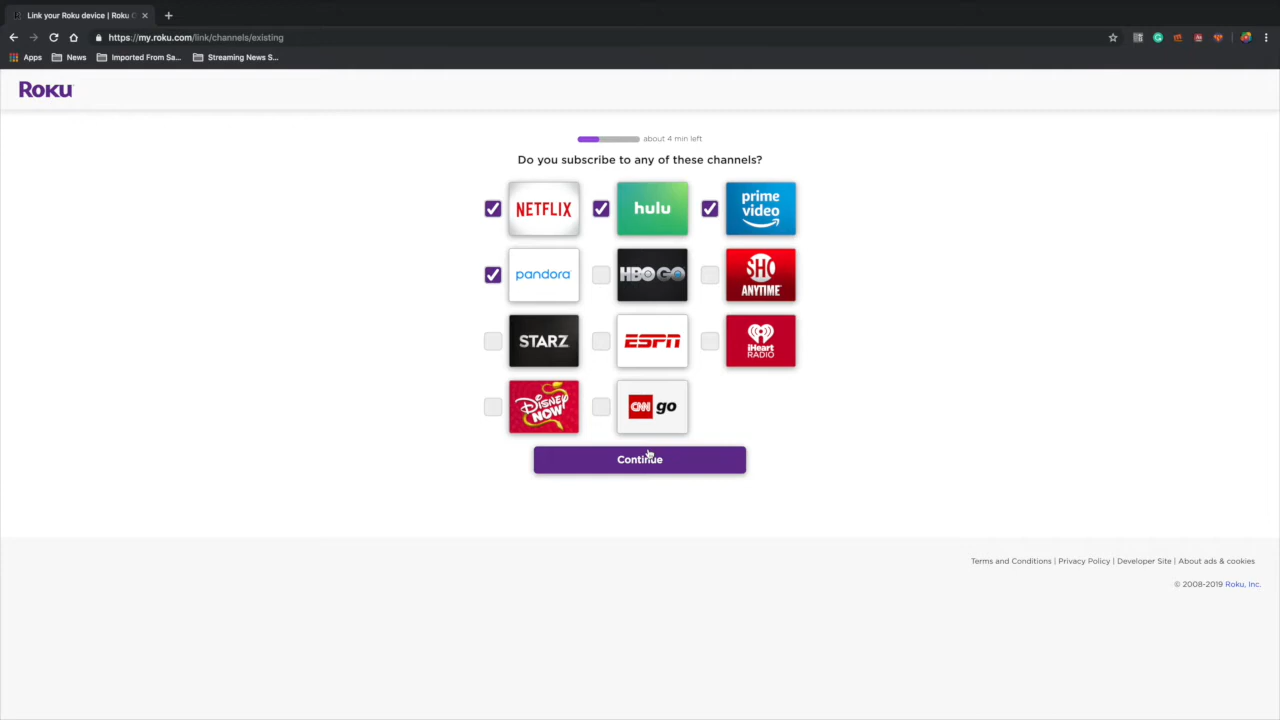 Link your Roku device | Roku
https://my.roku.com/link/channels/existing
Apps News Imported From Sa... Streaming News S...
Roku
about 4 min left
Do you subscribe to any of these channels?
NETFLIX hulu prime video
pandora HBO GO SHO ANYTIME
STARZ ESPN iHeart RADIO
Disney NOW CNN go
Continue
Terms and Conditions | Privacy Policy | Developer Site | About ads & cookies
© 2008-2019 Roku, Inc.